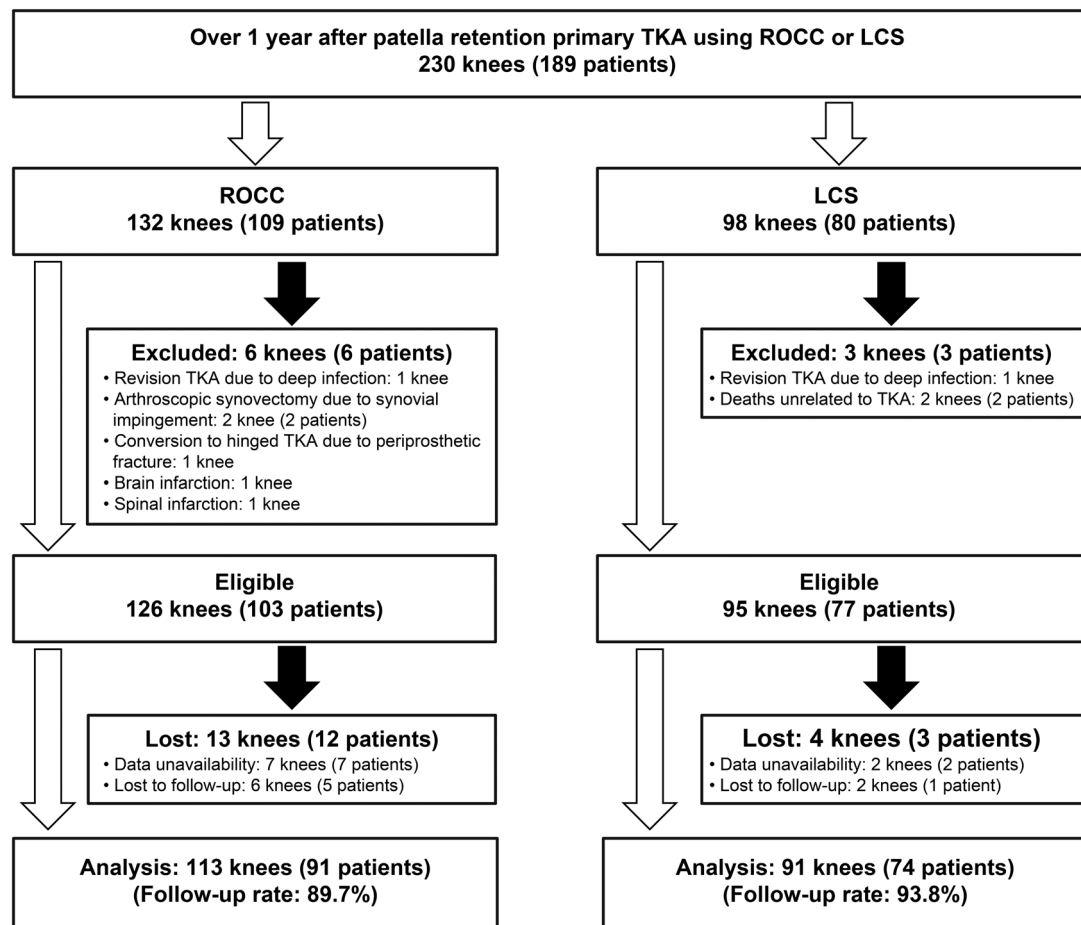 Over 1 year after patella retention primary TKA using ROCC or LCS
230 knees (189 patients)
ROCC
132 knees (109 patients)
LCS
98 knees (80 patients)
Excluded: 6 knees (6 patients)
• Revision TKA due to deep infection: 1 knee
• Arthroscopic synovectomy due to synovial
impingement: 2 knee (2 patients)
• Conversion to hinged TKA due to periprosthetic
fracture: 1 knee
• Brain infarction: 1 knee
• Spinal infarction: 1 knee
Excluded: 3 knees (3 patients)
• Revision TKA due to deep infection: 1 knee
• Deaths unrelated to TKA: 2 knees (2 patients)
Eligible
126 knees (103 patients)
Eligible
95 knees (77 patients)
Lost: 13 knees (12 patients)
• Data unavailability: 7 knees (7 patients)
• Lost to follow-up: 6 knees (5 patients)
Lost: 4 knees (3 patients)
• Data unavailability: 2 knees (2 patients)
• Lost to follow-up: 2 knees (1 patient)
Analysis: 113 knees (91 patients)
(Follow-up rate: 89.7%)
Analysis: 91 knees (74 patients)
(Follow-up rate: 93.8%)